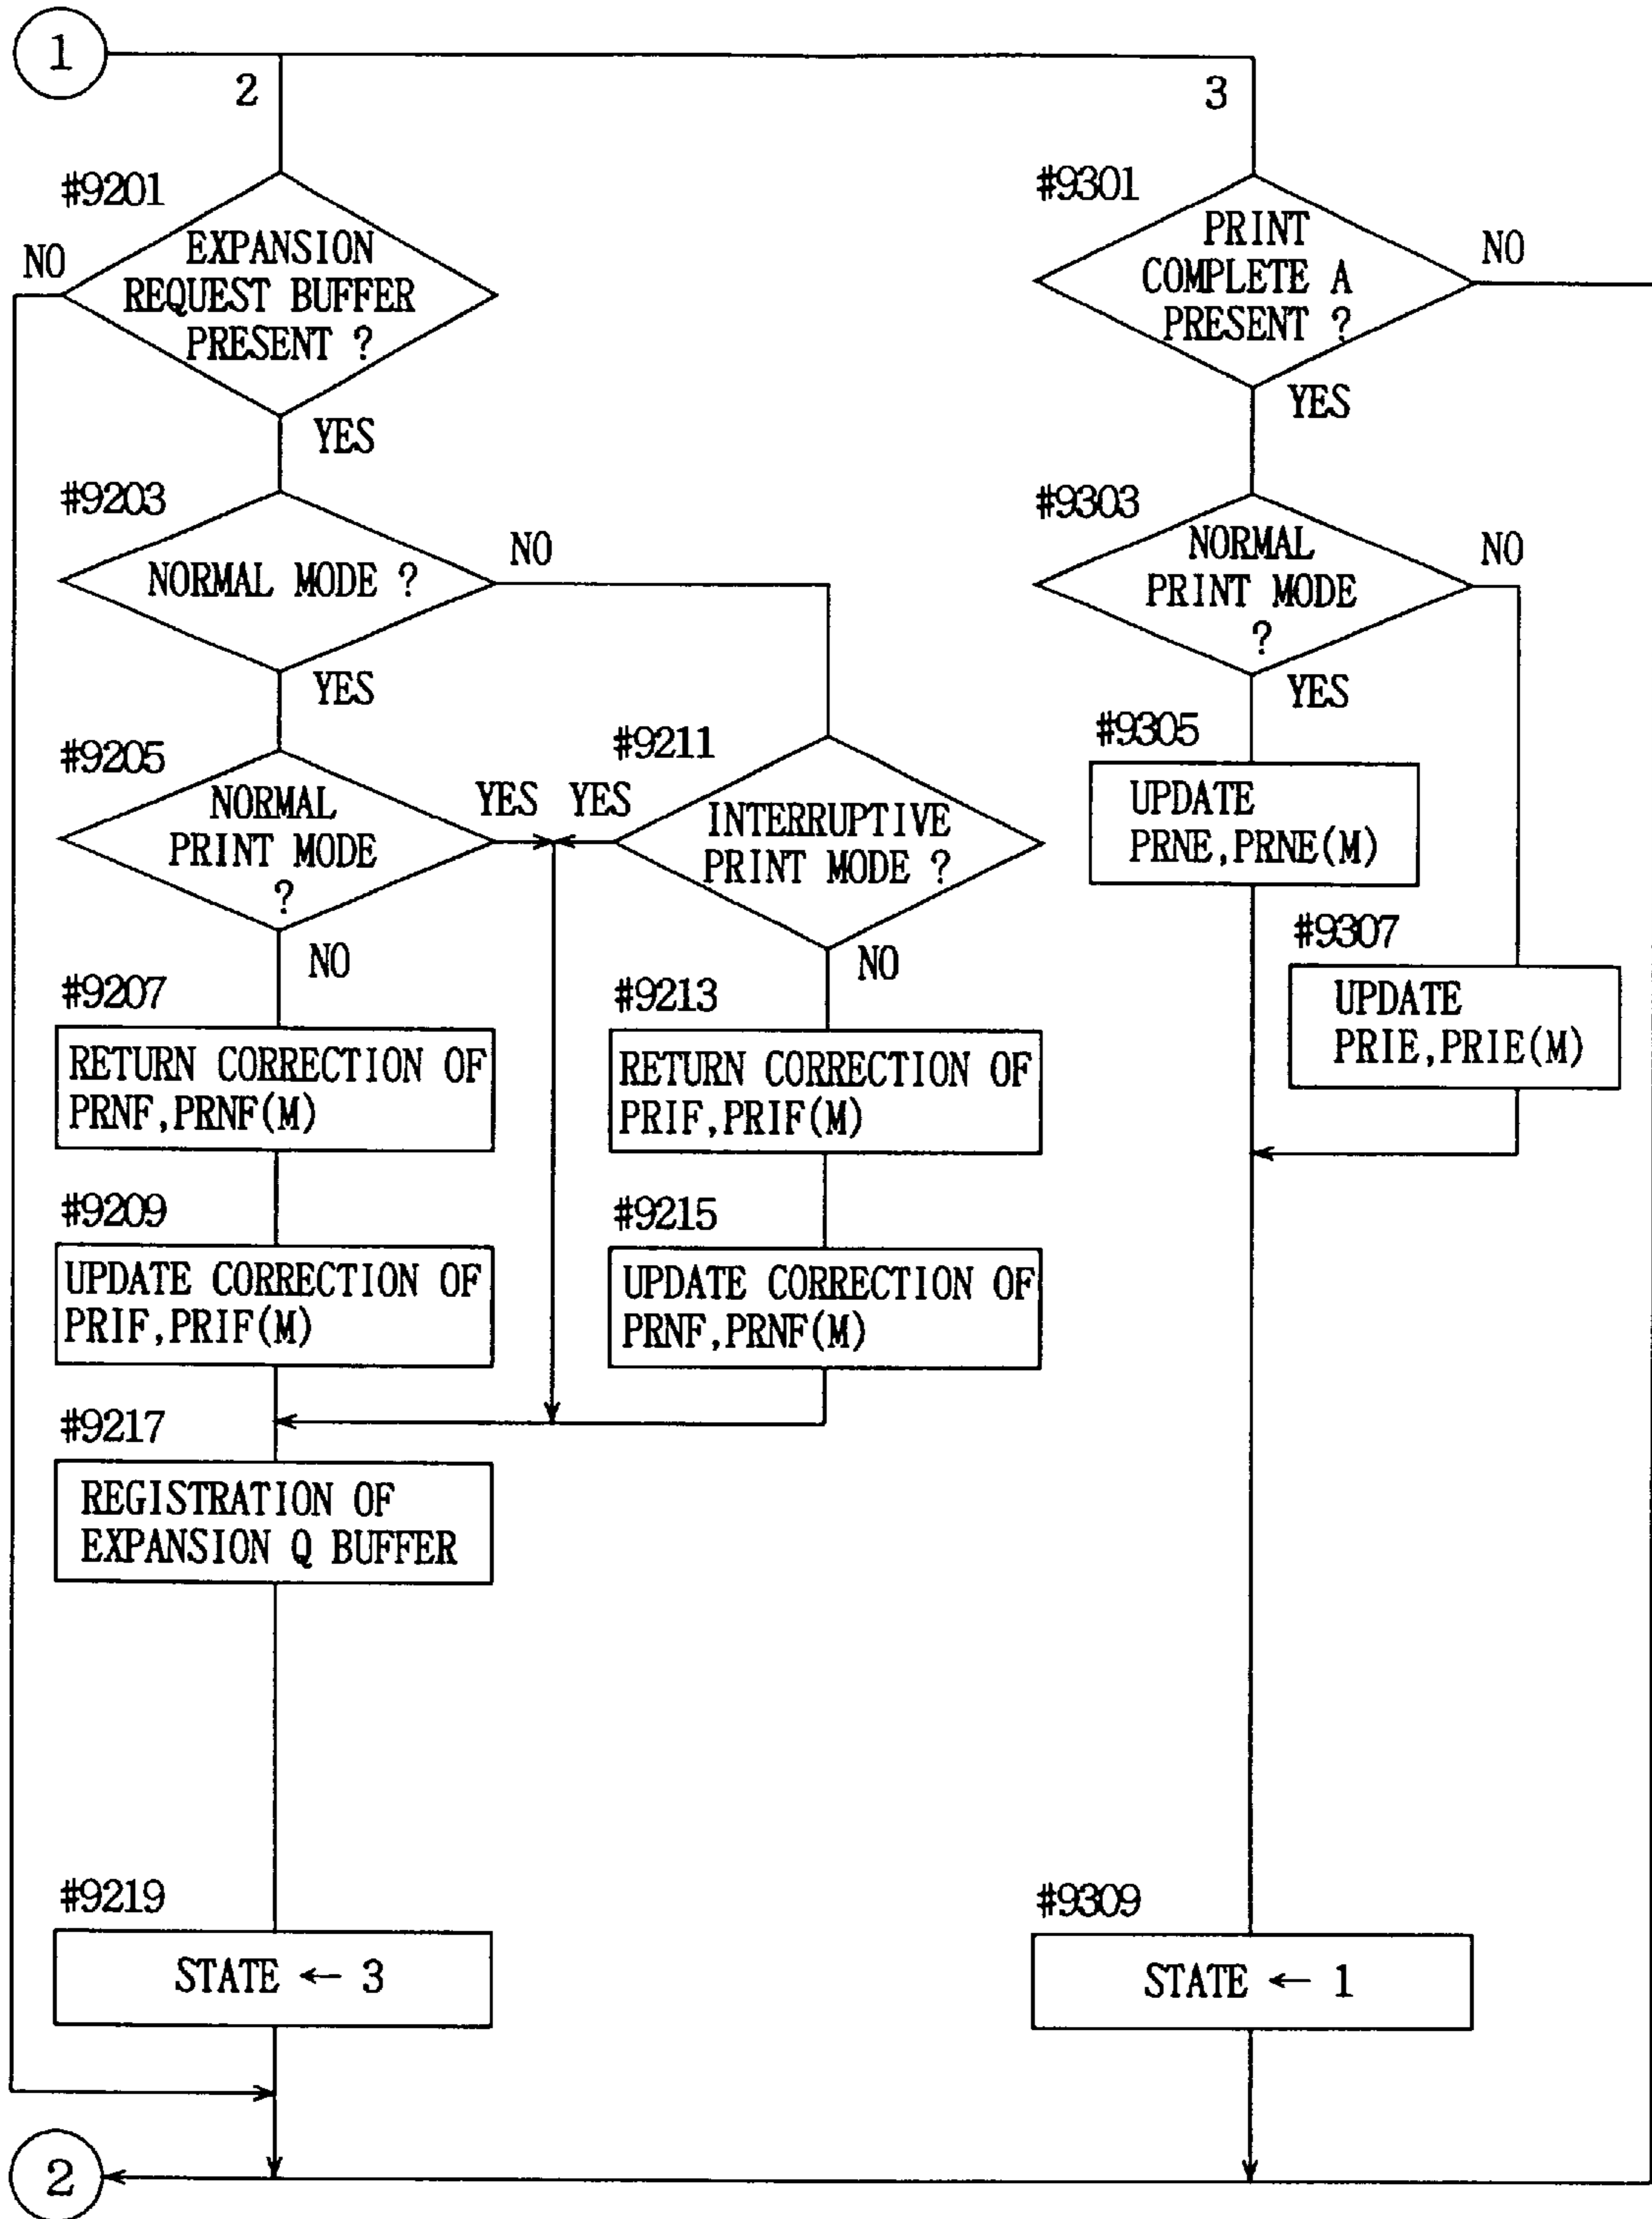 1
2
3
#9201
NO
EXPANSION
REQUEST BUFFER
PRESENT ?
YES
#9203
NORMAL MODE ?
NO
YES
#9205
NORMAL
PRINT MODE
?
YES
NO
#9207
RETURN CORRECTION OF
PRNF,PRNF(M)
#9209
UPDATE CORRECTION OF
PRIF,PRIF(M)
#9211
YES
INTERRUPTIVE
PRINT MODE ?
NO
#9213
RETURN CORRECTION OF
PRIF,PRIF(M)
#9215
UPDATE CORRECTION OF
PRNF,PRNF(M)
#9217
REGISTRATION OF
EXPANSION Q BUFFER
#9219
STATE ← 3
#9301
PRINT
COMPLETE A
PRESENT ?
NO
YES
#9303
NORMAL
PRINT MODE
?
NO
YES
#9305
UPDATE
PRNE,PRNE(M)
#9307
UPDATE
PRIE,PRIE(M)
#9309
STATE ← 1
2